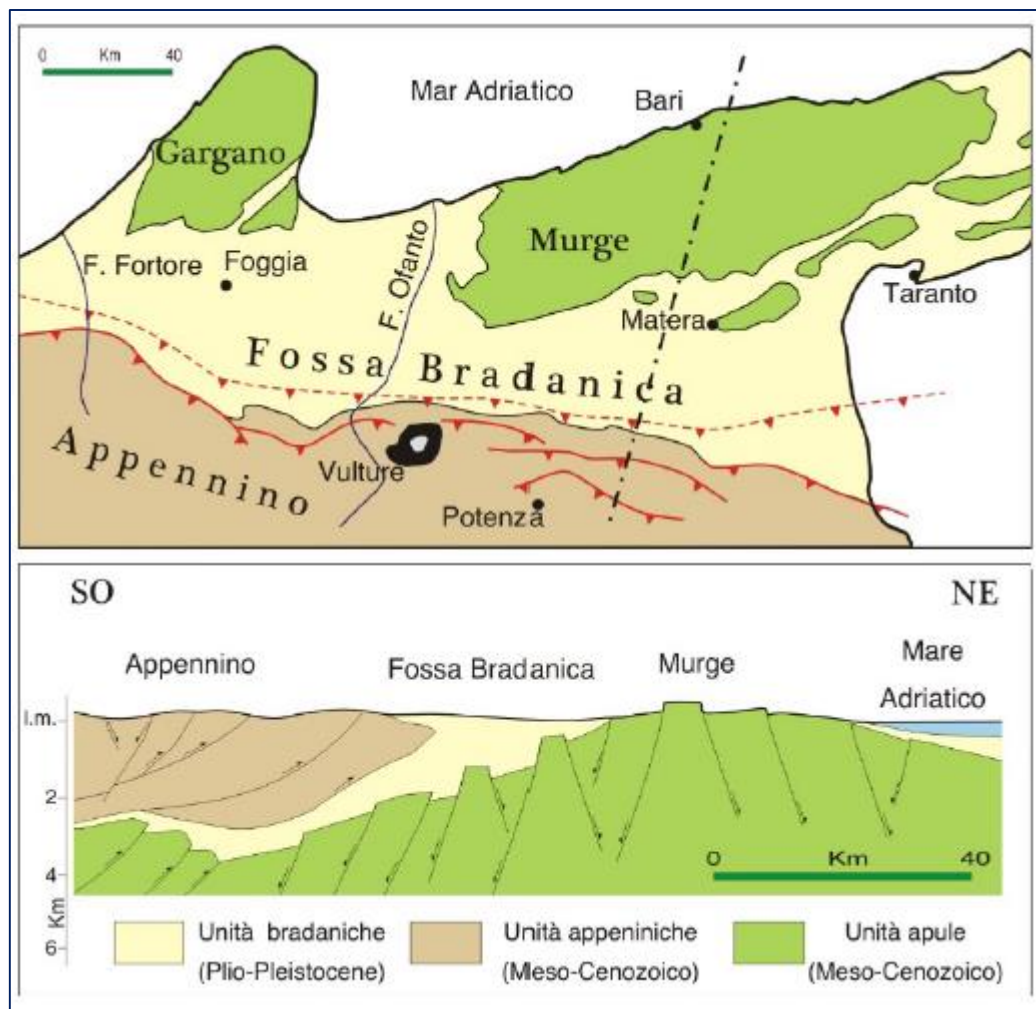 0 Km 40
Mar Adriatico
Bari
Gargano
Murge
F. Fortore
Foggia
F. Ofanto
Taranto
Matera
Fossa Bradanica
Appennino
Vulture
Potenza
SO
NE
Appennino
Fossa Bradanica
Murge
Mare
Adriatico
l.m.
2
4
Km
6
0 Km 40
Unità bradaniche
(Plio-Pleistocene)
Unità appeniniche
(Meso-Cenozoico)
Unità apule
(Meso-Cenozoico)